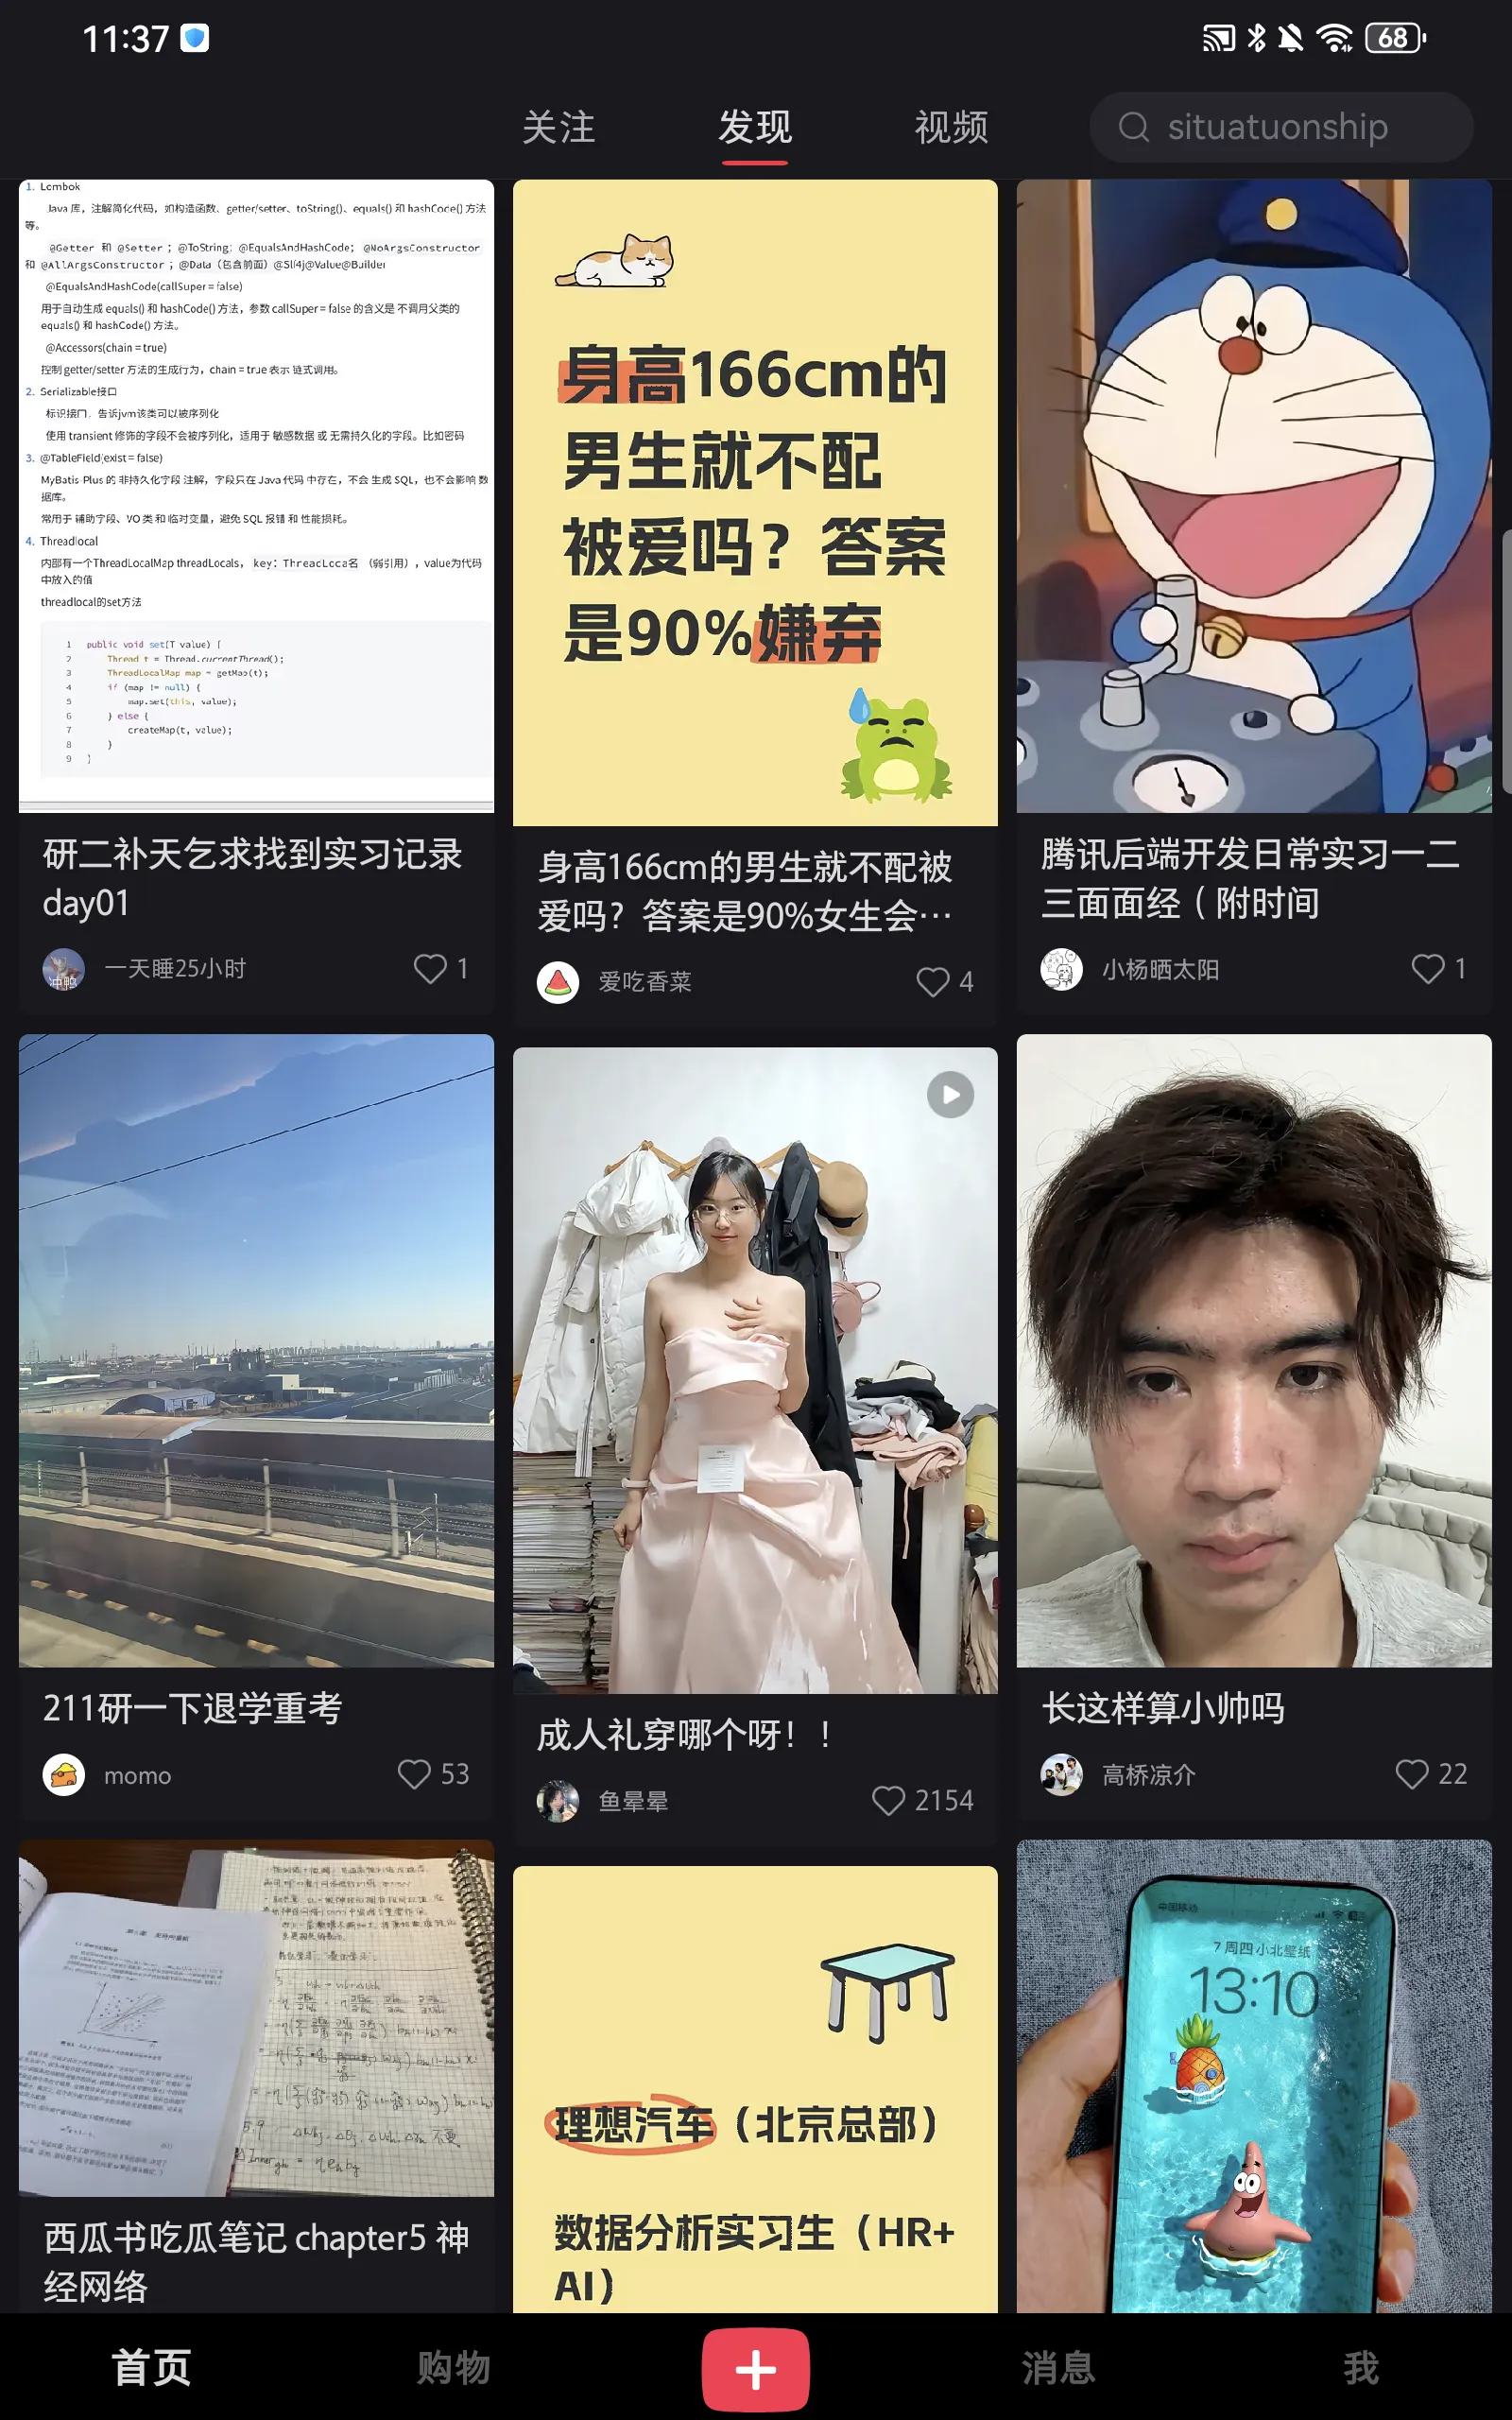 11:37
68
关注
发现
视频
situatuonship
1. Lombok
Java 库，注解简化代码，如构造函数、getter/setter、toString()、equals() 和 hashCode() 方法
等。
@Getter 和 @Setter ；@ToString；@EqualsAndHashCode； @NoArgsConstructor
和 @AllArgsConstructor ；@Data（包含前面）@Slf4j@Value@Builder
@EqualsAndHashCode(callSuper = false)
用于自动生成 equals() 和 hashCode() 方法，参数 callSuper = false 的含义是 不调用父类的
equals() 和 hashCode() 方法。
@Accessors(chain = true)
控制 getter/setter 方法的生成行为，chain = true 表示 链式调用。
2. Serializable接口
标识接口，告诉jvm该类可以被序列化
使用 transient 修饰的字段不会被序列化，适用于 敏感数据 或 无需持久化的字段。比如密码
3. @TableField(exist = false)
MyBatis-Plus 的 非持久化字段 注解，字段只在 Java 代码 中存在，不会 生成 SQL，也不会影响 数
据库。
常用于 辅助字段、VO 类 和 临时变量，避免 SQL 报错 和 性能损耗。
4. Threadlocal
内部有一个ThreadLocalMap threadLocals， key：ThreadLocal名 （弱引用），value为代码
中放入的值
threadlocal的set方法
1 public void set(T value) {
2 Thread t = Thread.currentThread();
3 ThreadLocalMap map = getMap(t);
4 if (map != null) {
5 map.set(this, value);
6 } else {
7 createMap(t, value);
8 }
9 }
研二补天乞求找到实习记录
day01
一天睡25小时
1
身高166cm的
男生就不配
被爱吗？答案
是90%嫌弃
身高166cm的男生就不配被
爱吗？答案是90%女生会…
爱吃香菜
4
腾讯后端开发日常实习一二
三面面经（附时间
小杨晒太阳
1
211研一下退学重考
momo
53
成人礼穿哪个呀！！
鱼晕晕
2154
长这样算小帅吗
高桥凉介
22
西瓜书吃瓜笔记 chapter5 神
经网络
理想汽车（北京总部）
数据分析实习生（HR+
AI）
中国移动
7 周四 小北壁纸
13:10
首页
购物
消息
我